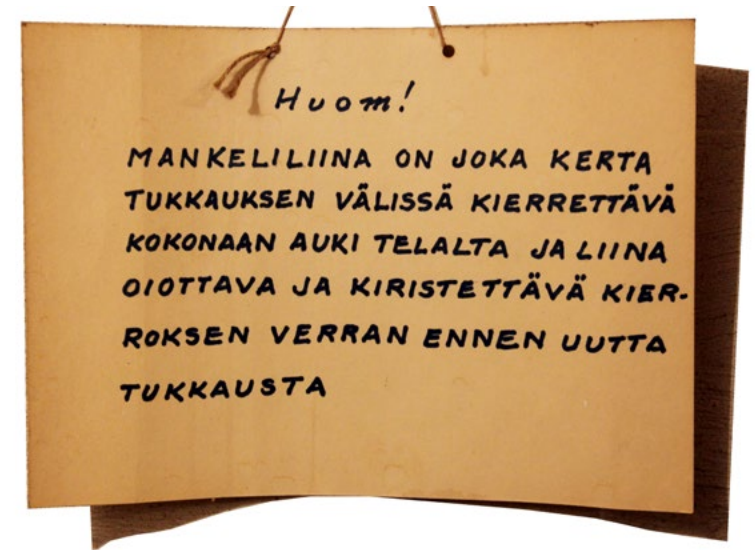 Huom!
MANKELILIINA ON JOKA KERTA
TUKKAUKSEN VÄLISSÄ KIERRETTÄVÄ
KOKONAAN AUKI TELALTA JA LIINA
OIOTTAVA JA KIRISTETTÄVÄ KIER-
ROKSEN VERRAN ENNEN UUTTA
TUKKAUSTA